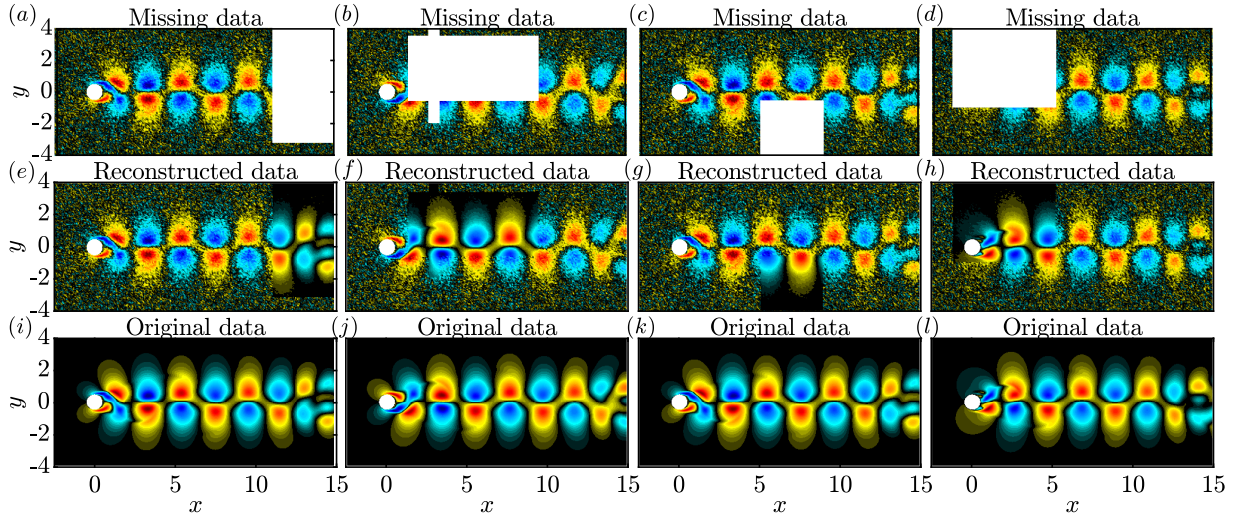 (a) Missing data (b) Missing data (c) Missing data (d) Missing data
4
2
y 0
-2
-4
(e) Reconstructed data (f) Reconstructed data (g) Reconstructed data (h) Reconstructed data
4
2
y 0
-2
-4
(i) Original data (j) Original data (k) Original data (l) Original data
4
2
y 0
-2
-4
0 5 10 15 0 5 10 15 0 5 10 15 0 5 10 15
x x x x